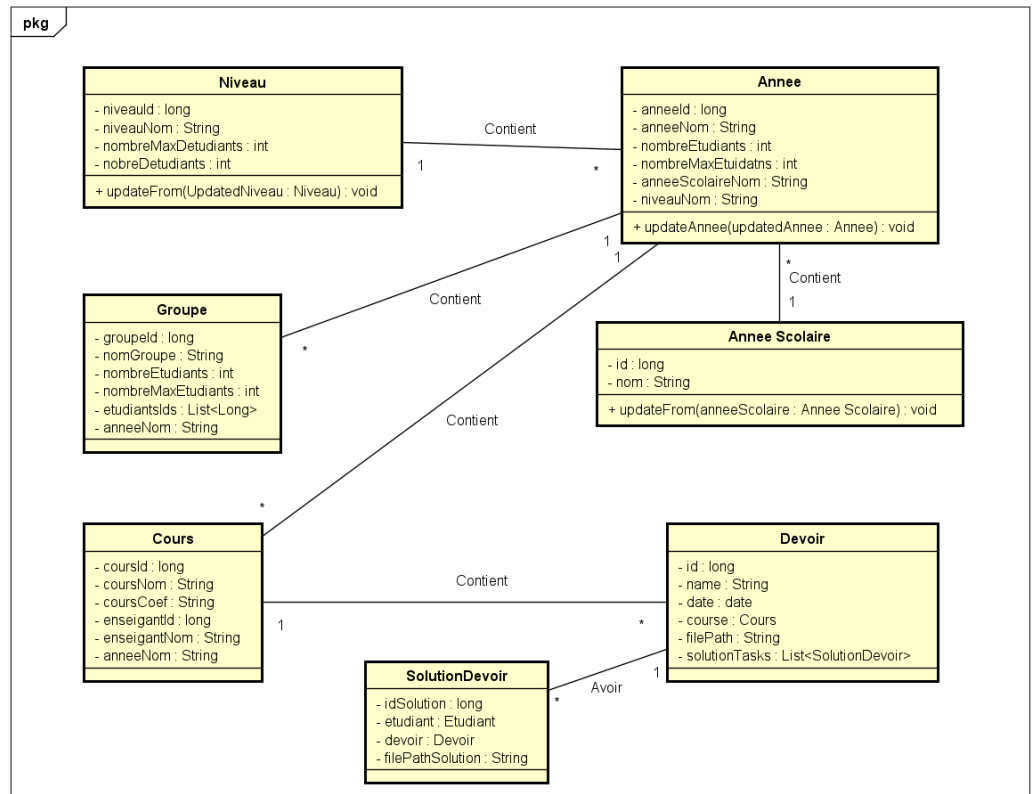 pkg
Niveau
- niveauId : long
- niveauNom : String
- nombreMaxDetudiants : int
- nobreDetudiants : int
+ updateFrom(UpdatedNiveau : Niveau) : void
Contient
1
*
Annee
- anneeId : long
- anneeNom : String
- nombreEtudiants : int
- nombreMaxEtuidatns : int
- anneeScolaireNom : String
- niveauNom : String
+ updateAnnee(updatedAnnee : Annee) : void
1
1
*
Contient
1
Contient
*
Groupe
- groupeId : long
- nomGroupe : String
- nombreEtudiants : int
- nombreMaxEtudiants : int
- etudiantsIds : List<Long>
- anneeNom : String
Annee Scolaire
- id : long
- nom : String
+ updateFrom(anneeScolaire : Annee Scolaire) : void
Contient
*
Cours
- coursId : long
- coursNom : String
- coursCoef : String
- enseigantId : long
- enseigantNom : String
- anneeNom : String
Contient
1
*
Devoir
- id : long
- name : String
- date : date
- course : Cours
- filePath : String
- solutionTasks : List<SolutionDevoir>
1
Avoir
*
SolutionDevoir
- idSolution : long
- etudiant : Etudiant
- devoir : Devoir
- filePathSolution : String